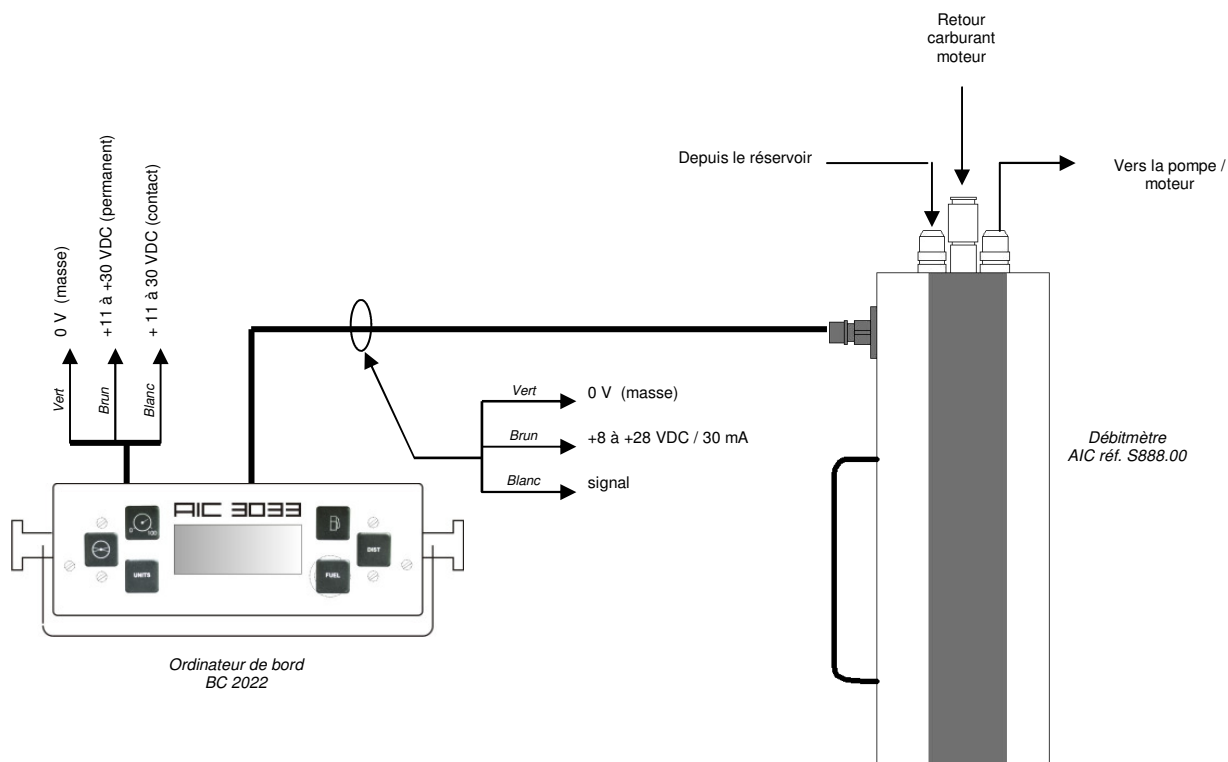 Retour
carburant
moteur
Depuis le réservoir
Vers la pompe /
moteur
0 V (masse)
+11 à +30 VDC (permanent)
+ 11 à 30 VDC (contact)
Vert
Brun
Blanc
Vert
0 V (masse)
Brun
+8 à +28 VDC / 30 mA
Blanc
signal
Débitmètre
AIC réf. S888.00
AIC 3033
0 100
UNITS
DIST
FUEL
Ordinateur de bord
BC 2022